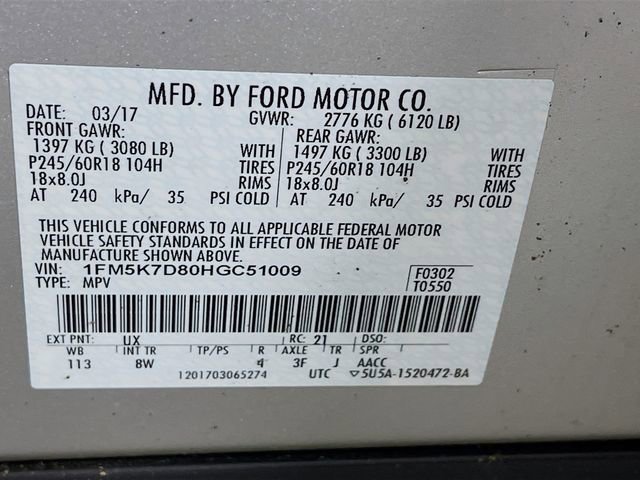 MFD. BY FORD MOTOR CO.
DATE: 03/17 GVWR: 2776 KG ( 6120 LB)
FRONT GAWR: REAR GAWR:
1397 KG ( 3080 LB) WITH 1497 KG ( 3300 LB) WITH
P245/60R18 104H TIRES P245/60R18 104H TIRES
18x8.0J RIMS 18x8.0J RIMS
AT 240 kPa/ 35 PSI COLD AT 240 kPa/ 35 PSI COLD
THIS VEHICLE CONFORMS TO ALL APPLICABLE FEDERAL MOTOR
VEHICLE SAFETY STANDARDS IN EFFECT ON THE DATE OF
MANUFACTURE SHOWN ABOVE.
VIN: 1FM5K7D80HGC51009 F0302
TYPE: MPV T0550
EXT PNT: UX RC: 21 DSO:
WB INT TR TP/PS R AXLE TR SPR
113 8W 4 3F J AACC
1201703065274 UTC ▽5U5A-1520472-BA